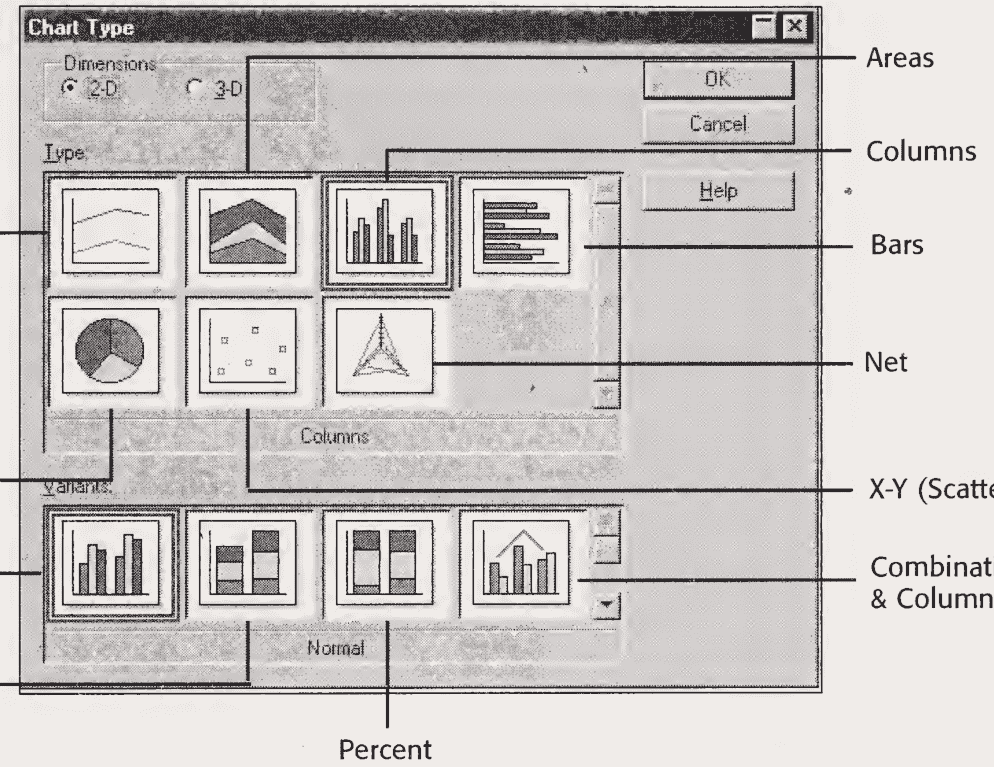 Chart Type
Dimensions
2-D
3-D
OK
Cancel
Help
Type:
Columns
Variants:
Normal
Areas
Columns
Bars
Net
X-Y (Scatte
Combinat
& Column
Percent